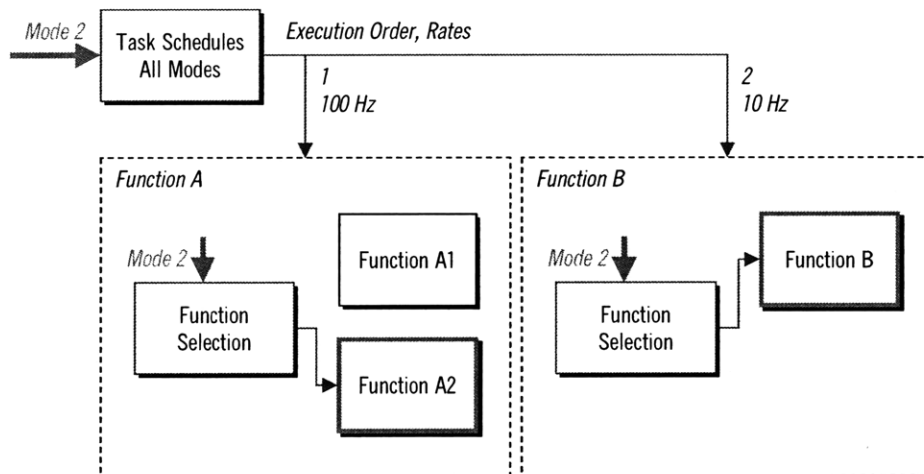 Mode 2
Task Schedules
All Modes
Execution Order, Rates
1
100 Hz
2
10 Hz
Function A
Mode 2
Function
Selection
Function A1
Function A2
Function B
Mode 2
Function
Selection
Function B